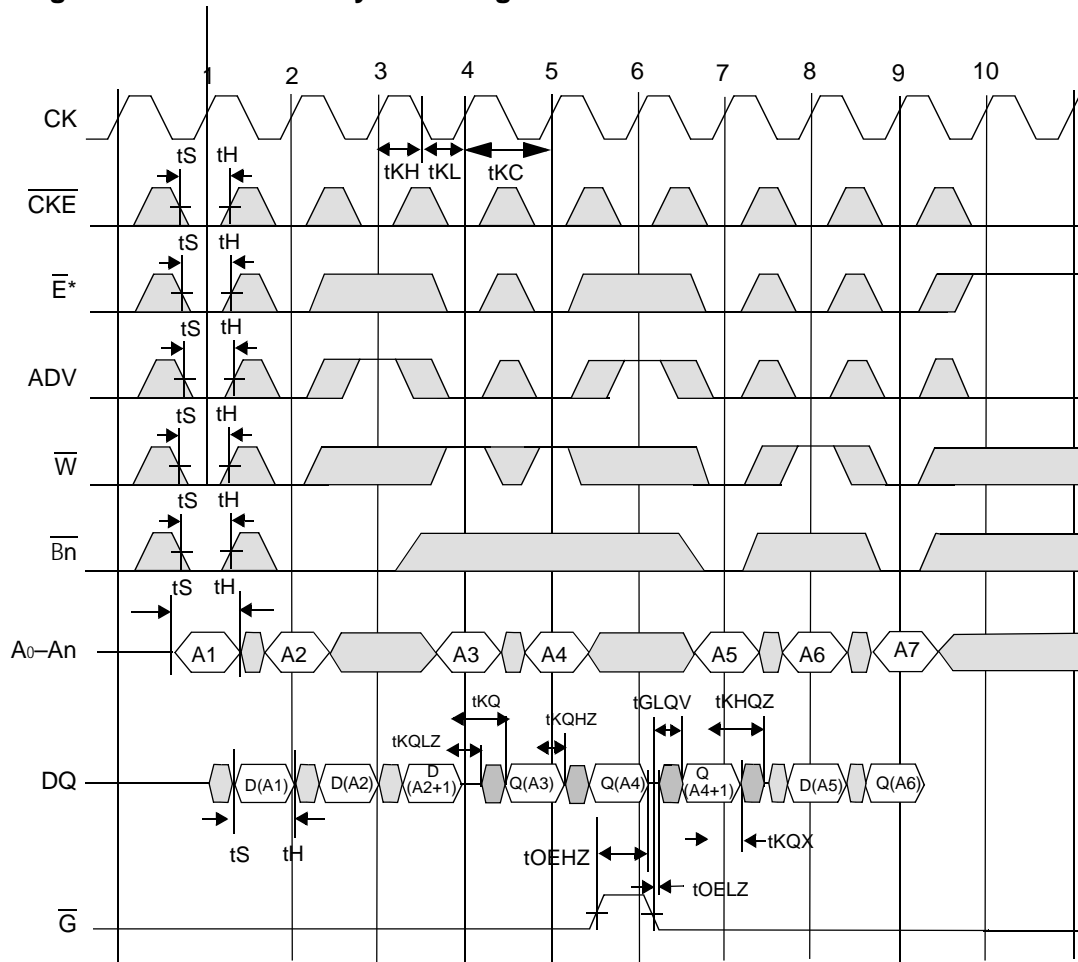 1 2 3 4 5 6 7 8 9 10
CK
tS tH tKH tKL tKC
CKE
tS tH
E*
tS tH
ADV
tS tH
W
tS tH
Bn
tS tH
A0–An A1 A2 A3 A4 A5 A6 A7
tKQ tGLQV tKHQZ
tKQLZ tKQHZ
DQ D(A1) D(A2) D (A2+1) Q(A3) Q(A4) Q (A4+1) D(A5) Q(A6)
tS tH tOEHZ tKQX
tOELZ
G